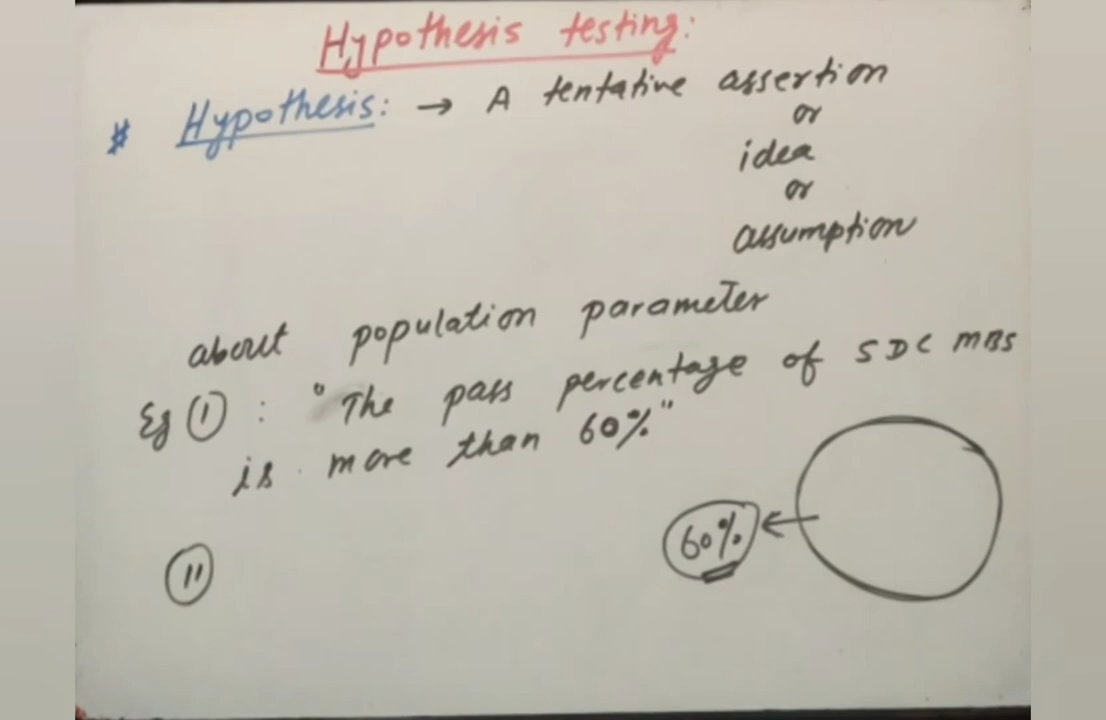 Hypothesis testing:
* Hypothesis: → A tentative assertion
or
idea
or
assumption
about population parameter
Eg (1) : "The pass percentage of SDC MBS
is more than 60%"
60%
(11)